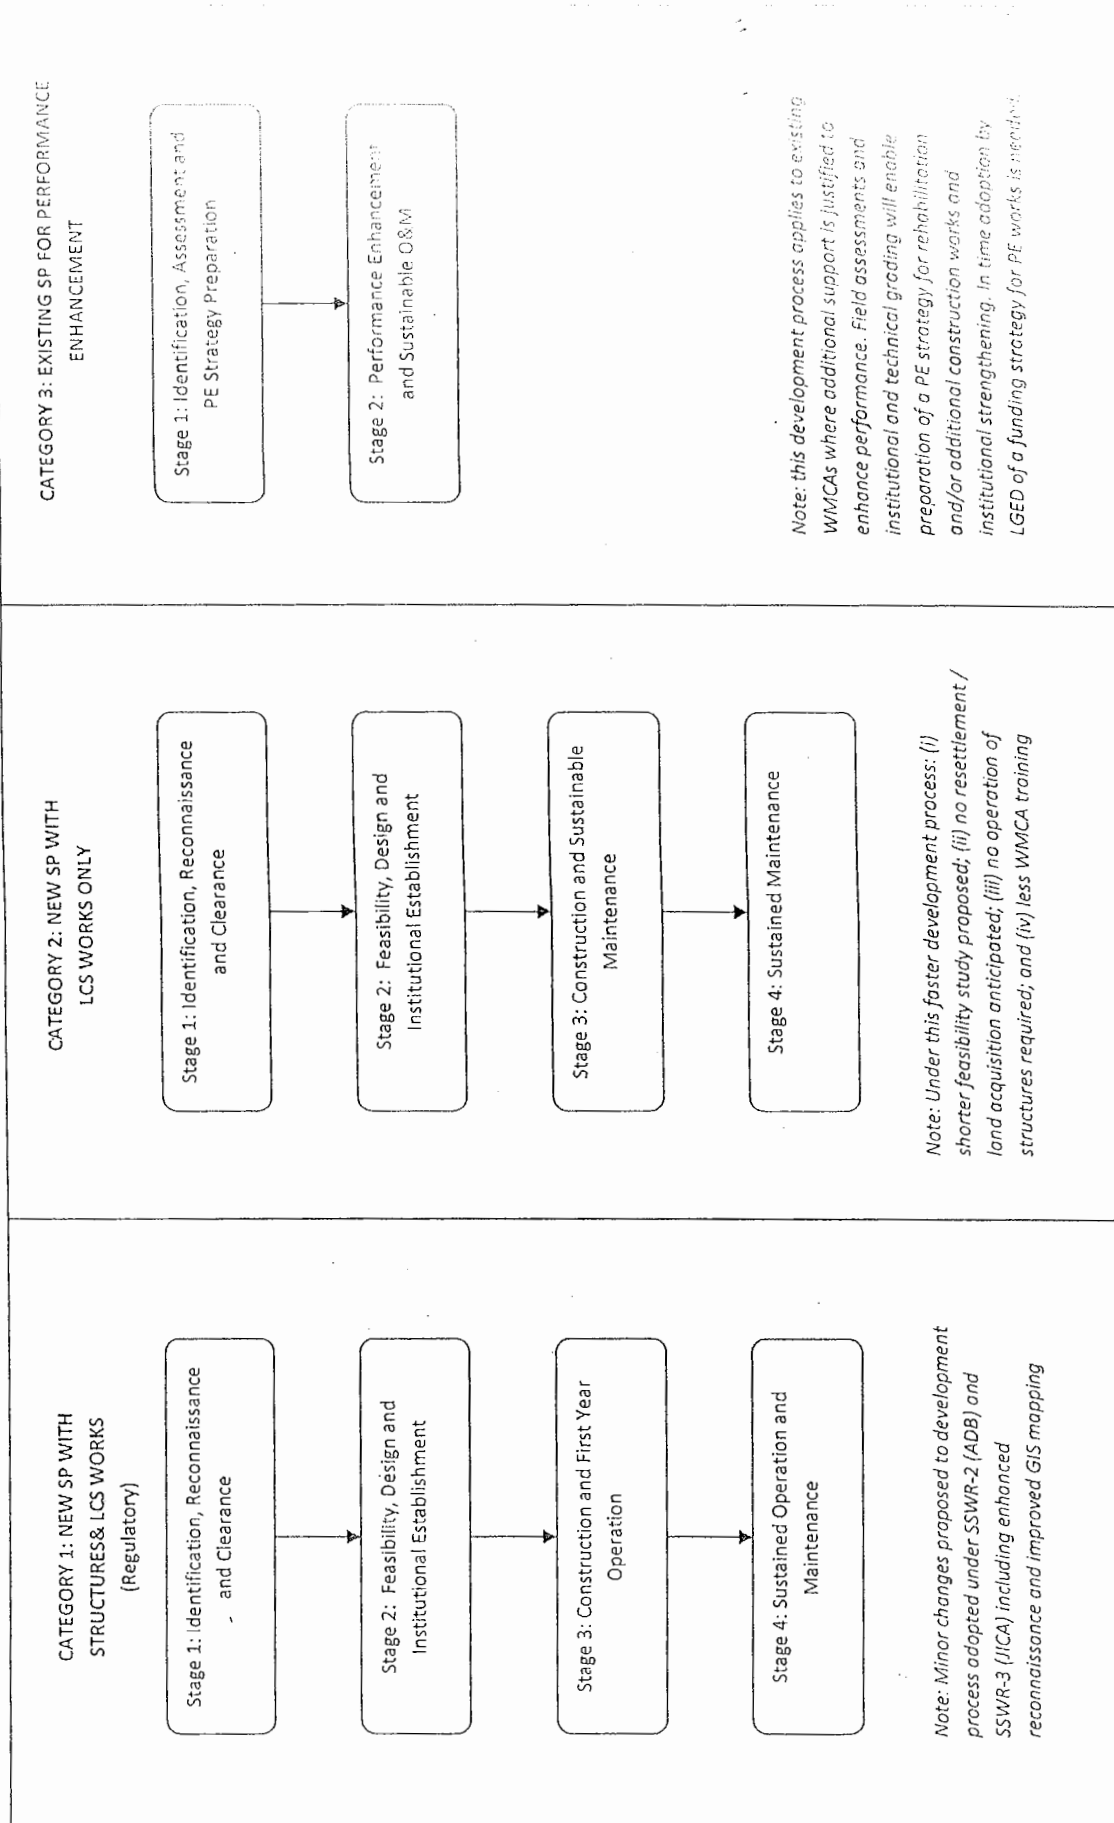 CATEGORY 1: NEW SP WITH
STRUCTURES& LCS WORKS
(Regulatory)
Stage 1: Identification, Reconnaissance
and Clearance
Stage 2: Feasibility, Design and
Institutional Establishment
Stage 3: Construction and First Year
Operation
Stage 4: Sustained Operation and
Maintenance
Note: Minor changes proposed to development
process adopted under SSWR-2 (ADB) and
SSWR-3 (JICA) including enhanced
reconnaissance and improved GIS mapping
CATEGORY 2: NEW SP WITH
LCS WORKS ONLY
Stage 1: Identification, Reconnaissance
and Clearance
Stage 2: Feasibility, Design and
Institutional Establishment
Stage 3: Construction and Sustainable
Maintenance
Stage 4: Sustained Maintenance
Note: Under this faster development process: (i)
shorter feasibility study proposed; (ii) no resettlement /
land acquisition anticipated; (iii) no operation of
structures required; and (iv) less WMCA training
CATEGORY 3: EXISTING SP FOR PERFORMANCE
ENHANCEMENT
Stage 1: Identification, Assessment and
PE Strategy Preparation
Stage 2: Performance Enhancement
and Sustainable O&M
Note: this development process applies to existing
WMCAs where additional support is justified to
enhance performance. Field assessments and
institutional and technical grading will enable
preparation of a PE strategy for rehabilitation
and/or additional construction works and
institutional strengthening. In time adoption by
LGED of a funding strategy for PE works is needed.